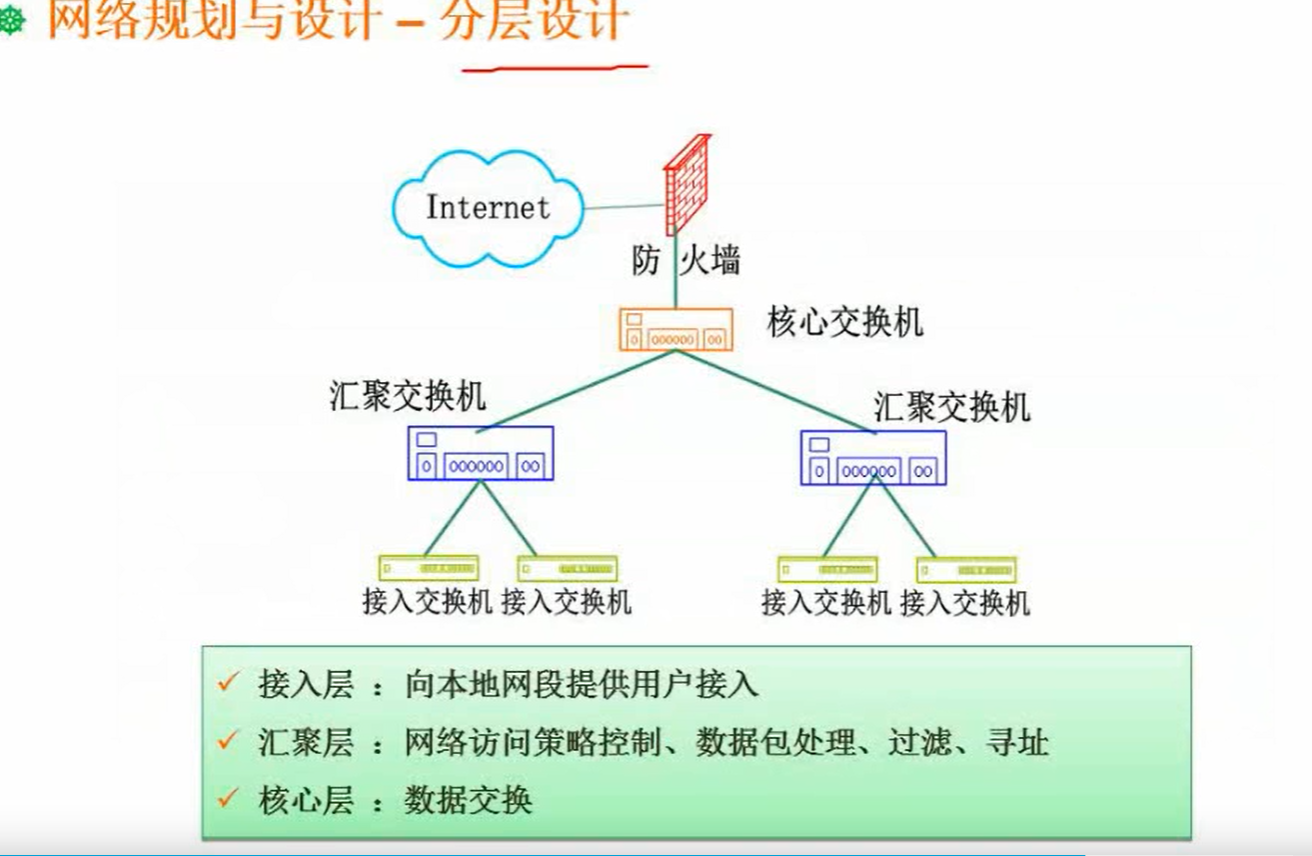 网络规划与设计 – 分层设计
Internet
防 火墙
核心交换机
汇聚交换机
汇聚交换机
接入交换机 接入交换机
接入交换机 接入交换机
✓ 接入层 : 向本地网段提供用户接入
✓ 汇聚层 : 网络访问策略控制、数据包处理、过滤、寻址
✓ 核心层 : 数据交换